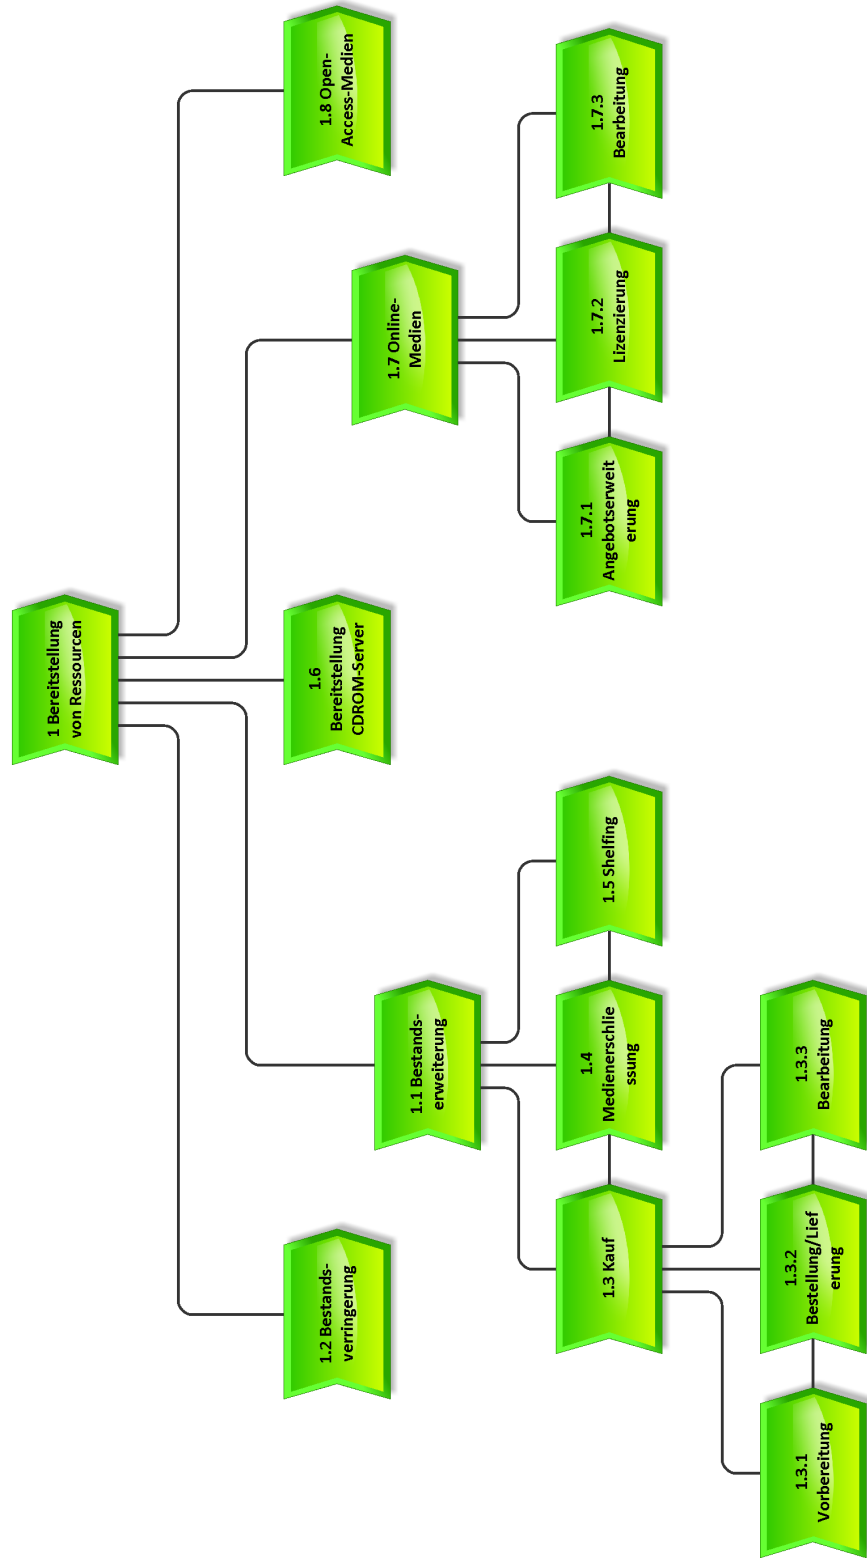 1 Bereitstellung
von Ressourcen
1.2 Bestands-
verringerung
1.1 Bestands-
erweiterung
1.6
Bereitstellung
CDROM-Server
1.7 Online-
Medien
1.8 Open-
Access-Medien
1.3 Kauf
1.4
Medienerschlie
ssung
1.5 Shelfing
1.7.1
Angebotserweit
erung
1.7.2
Lizenzierung
1.7.3
Bearbeitung
1.3.1
Vorbereitung
1.3.2
Bestellung/Lief
erung
1.3.3
Bearbeitung